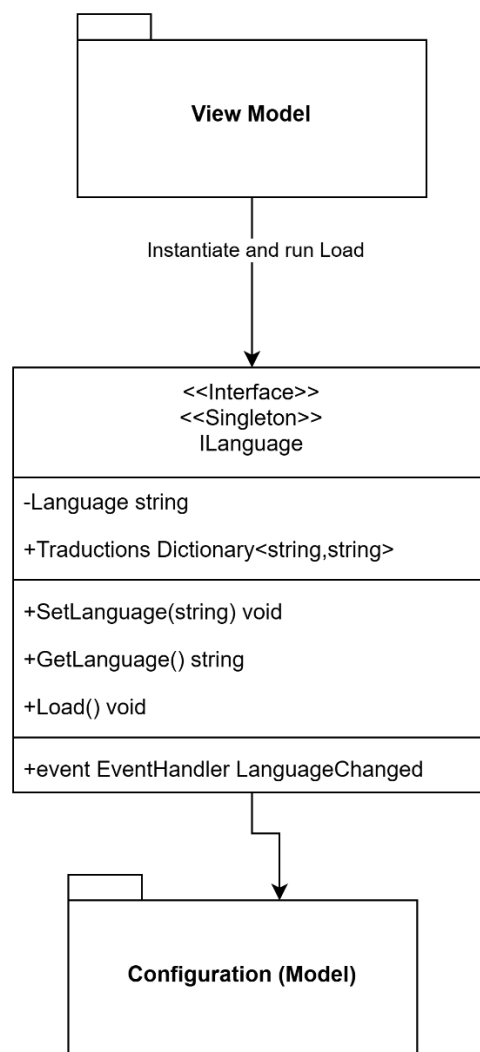 View Model
Instantiate and run Load
<<Interface>>
<<Singleton>>
ILanguage
-Language string
+Traductions Dictionary<string,string>
+SetLanguage(string) void
+GetLanguage() string
+Load() void
+event EventHandler LanguageChanged
Configuration (Model)